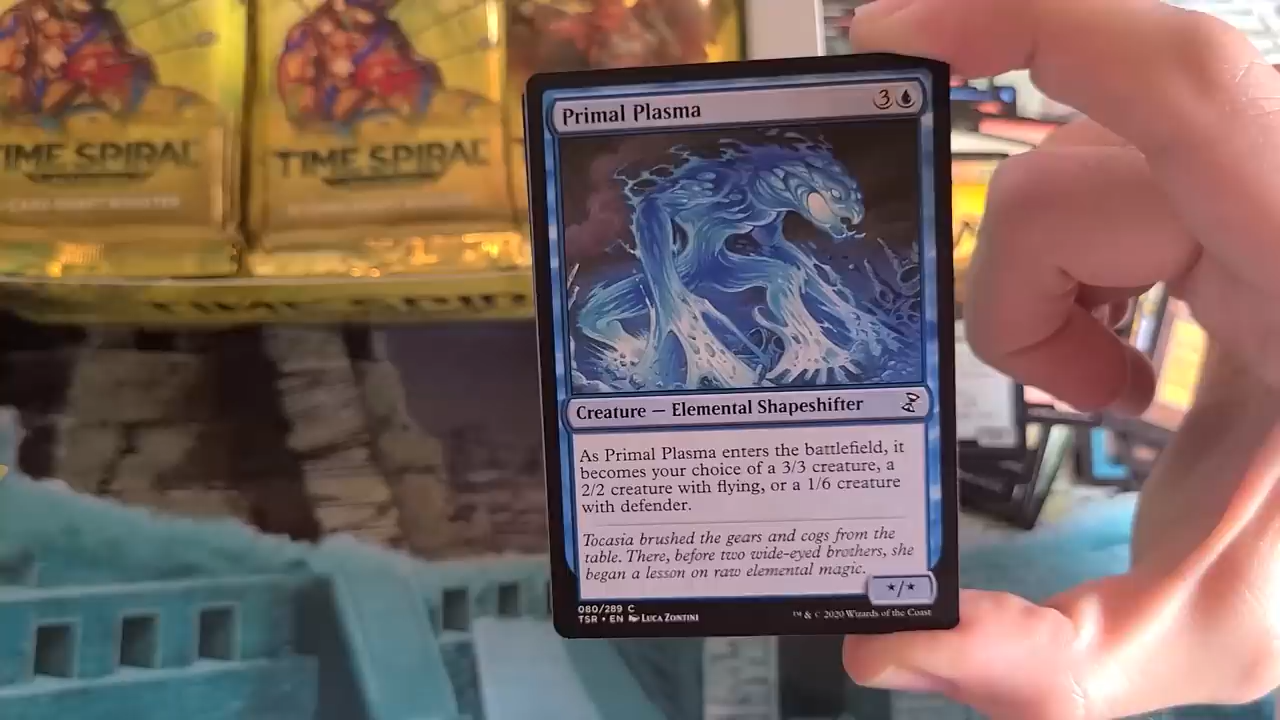 TIME SPIRAL
TIME SPIRAL
Primal Plasma
3
Creature — Elemental Shapeshifter
As Primal Plasma enters the battlefield, it
becomes your choice of a 3/3 creature, a
2/2 creature with flying, or a 1/6 creature
with defender.
Tocasia brushed the gears and cogs from the
table. There, before two wide-eyed brothers, she
began a lesson on raw elemental magic.
★/★
080/289 C
TSR • EN Luca Zontini
™ & © 2020 Wizards of the Coast